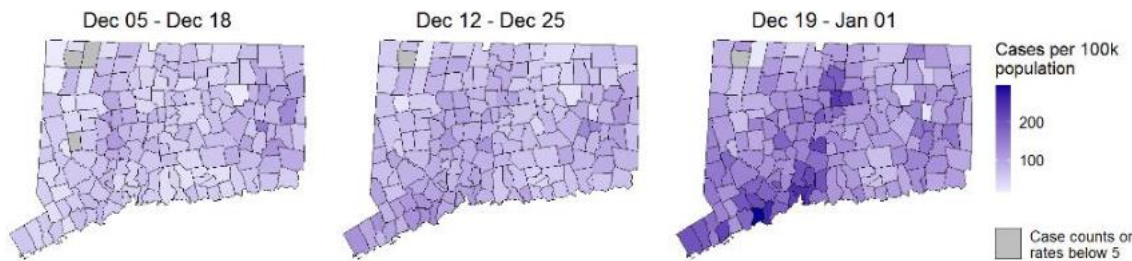 Dec 05 - Dec 18
Dec 12 - Dec 25
Dec 19 - Jan 01
Cases per 100k
population
200
100
Case counts or
rates below 5